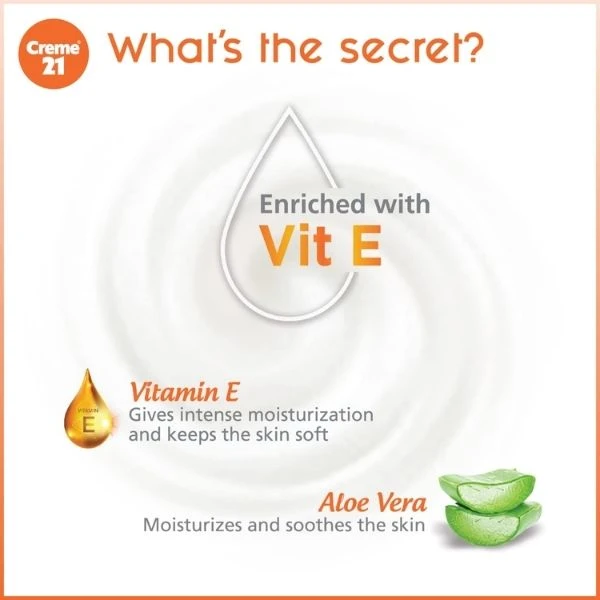 Creme®
21
What's the secret?
Enriched with
Vit E
VITAMIN
E
Vitamin E
Gives intense moisturization
and keeps the skin soft
Aloe Vera
Moisturizes and soothes the skin